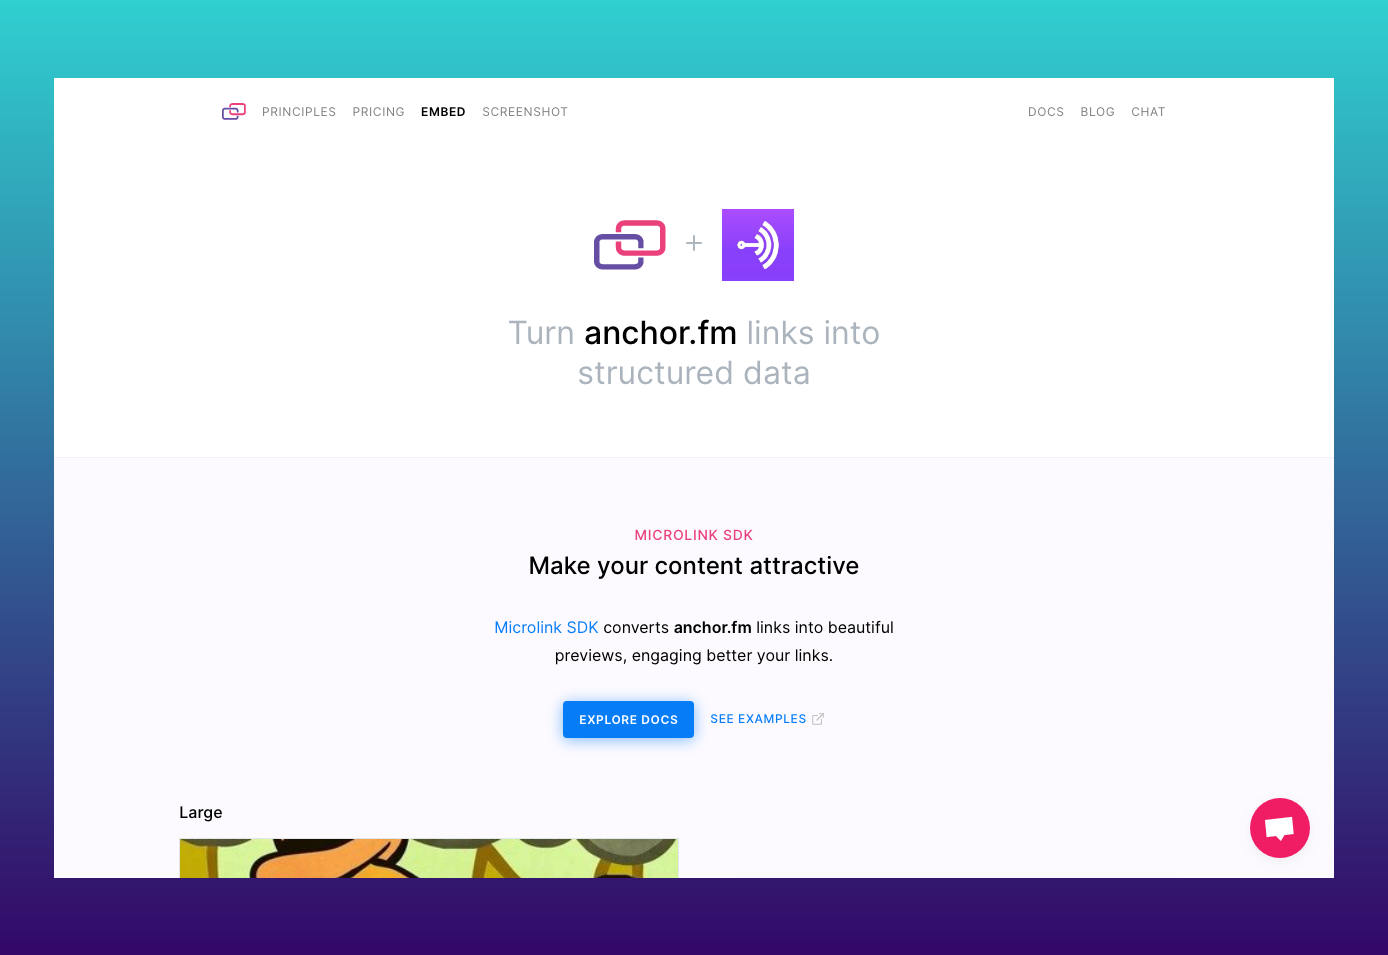 PRINCIPLES PRICING EMBED SCREENSHOT DOCS BLOG CHAT
Turn anchor.fm links into
structured data
MICROLINK SDK
Make your content attractive
Microlink SDK converts anchor.fm links into beautiful
previews, engaging better your links.
EXPLORE DOCS SEE EXAMPLES
Large